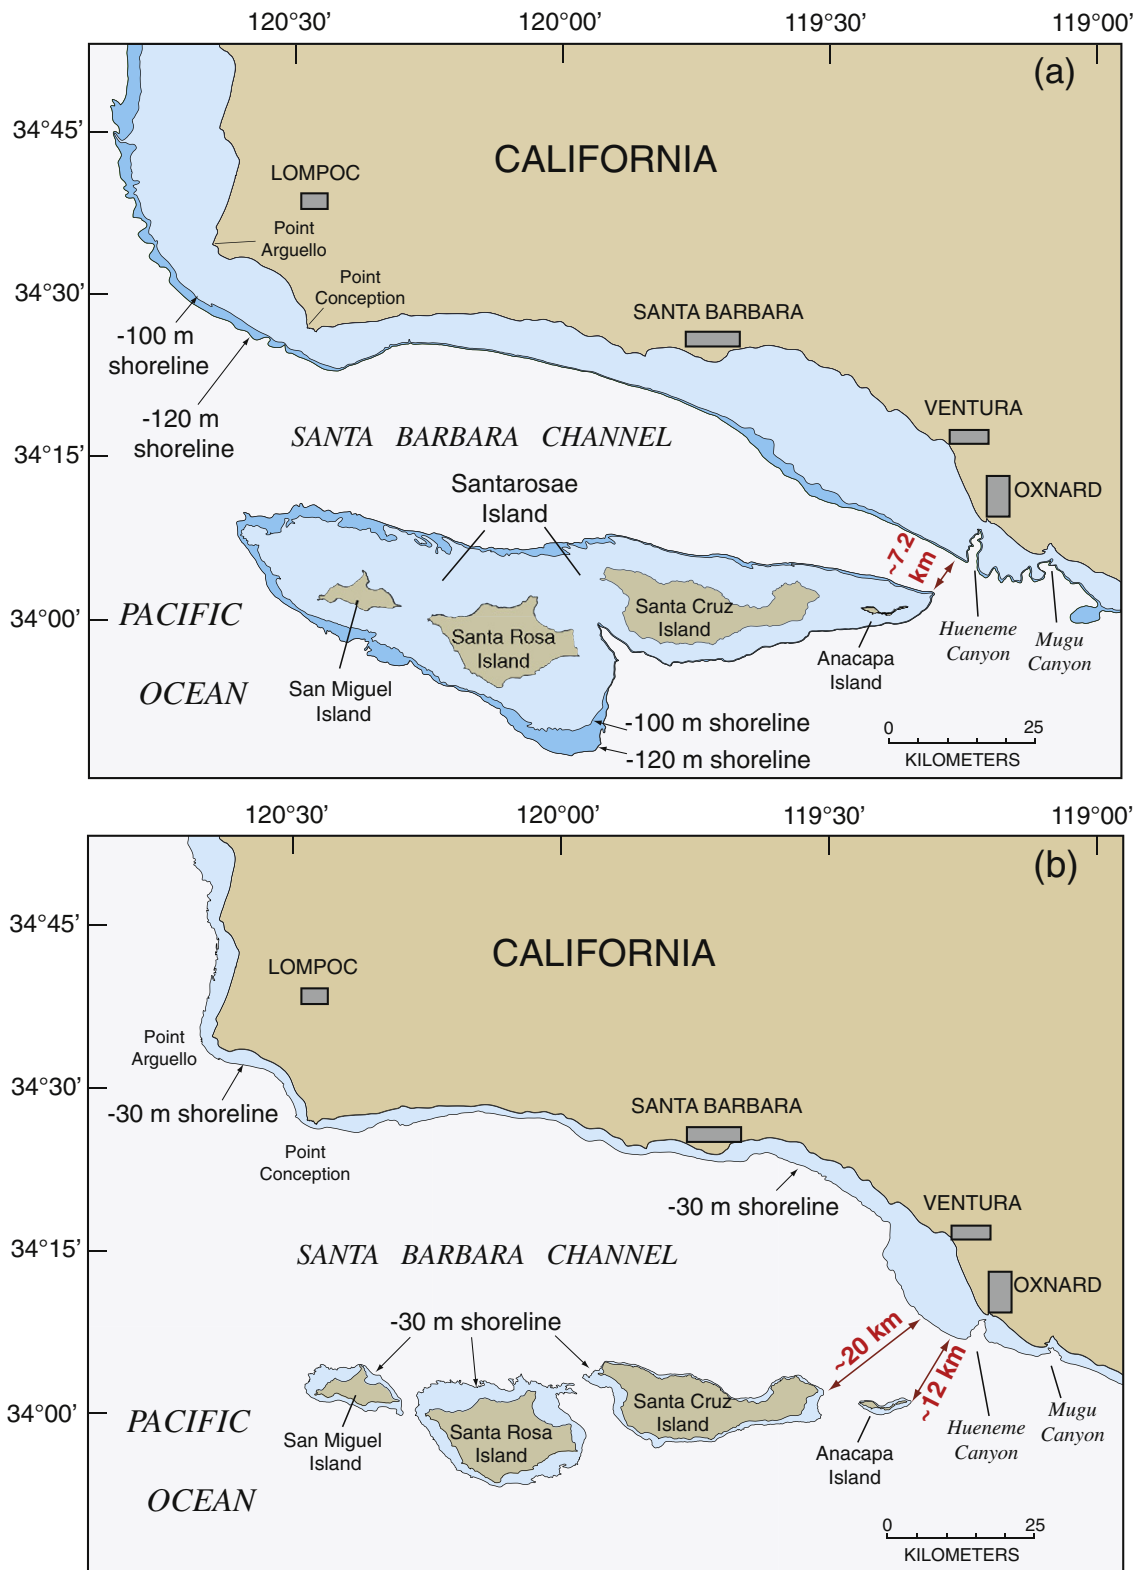 120°30’
120°00’
119°30’
119°00’
(a)
34°45’
CALIFORNIA
LOMPOC
Point
Arguello
34°30’
Point
Conception
SANTA BARBARA
-100 m
shoreline
-120 m
shoreline
VENTURA
SANTA BARBARA CHANNEL
34°15’
Santarosae
Island
OXNARD
~7.2
km
PACIFIC
OCEAN
34°00’
Santa Cruz
Island
Santa Rosa
Island
San Miguel
Island
Anacapa
Island
Hueneme
Canyon
Mugu
Canyon
-100 m shoreline
-120 m shoreline
0
25
KILOMETERS
120°30’
120°00’
119°30’
119°00’
(b)
34°45’
CALIFORNIA
LOMPOC
Point
Arguello
34°30’
-30 m shoreline
SANTA BARBARA
Point
Conception
-30 m shoreline
VENTURA
34°15’
SANTA BARBARA CHANNEL
OXNARD
-30 m shoreline
~20 km
~12 km
34°00’
PACIFIC
OCEAN
San Miguel
Island
Santa Rosa
Island
Santa Cruz
Island
Anacapa
Island
Hueneme
Canyon
Mugu
Canyon
0
25
KILOMETERS